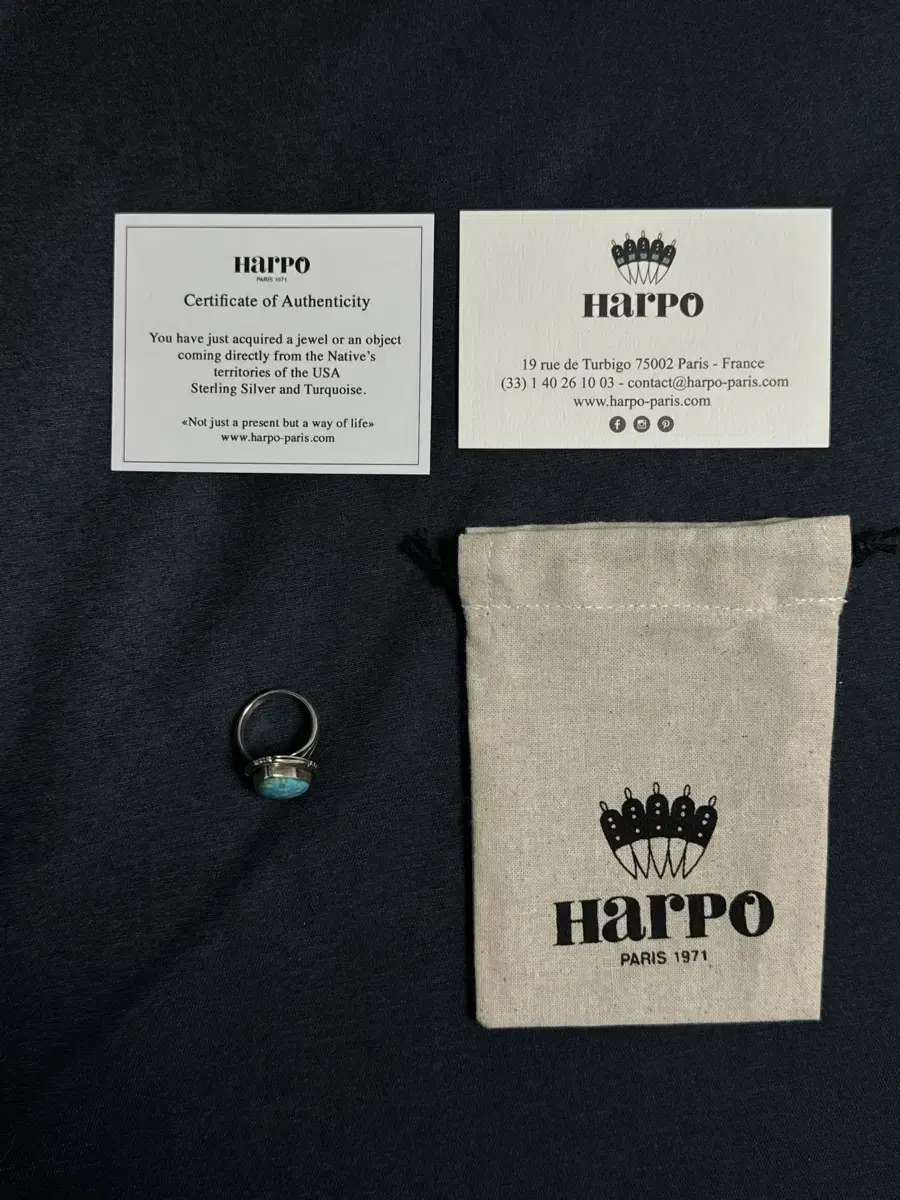 Harpo
PARIS 1971
Certificate of Authenticity
You have just acquired a jewel or an object
coming directly from the Native's
territories of the USA
Sterling Silver and Turquoise.
«Not just a present but a way of life»
www.harpo-paris.com
Harpo
19 rue de Turbigo 75002 Paris - France
(33) 1 40 26 10 03 - contact@harpo-paris.com
www.harpo-paris.com
Harpo
PARIS 1971